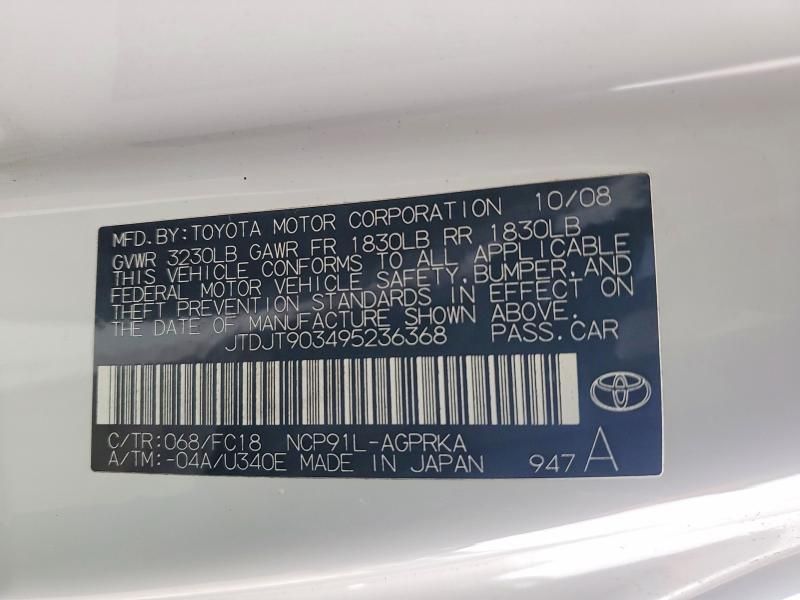 MFD. BY: TOYOTA MOTOR CORPORATION 10/08
GVWR 3230LB GAWR FR 1830LB RR 1830LB
THIS VEHICLE CONFORMS TO ALL APPLICABLE
FEDERAL MOTOR VEHICLE SAFETY, BUMPER, AND
THEFT PREVENTION STANDARDS IN EFFECT ON
THE DATE OF MANUFACTURE SHOWN ABOVE.
JTDJT903495236368 PASS. CAR
C/TR: 068/FC18 NCP91L-AGPRKA
A/TM: -04A/U340E MADE IN JAPAN 947 A